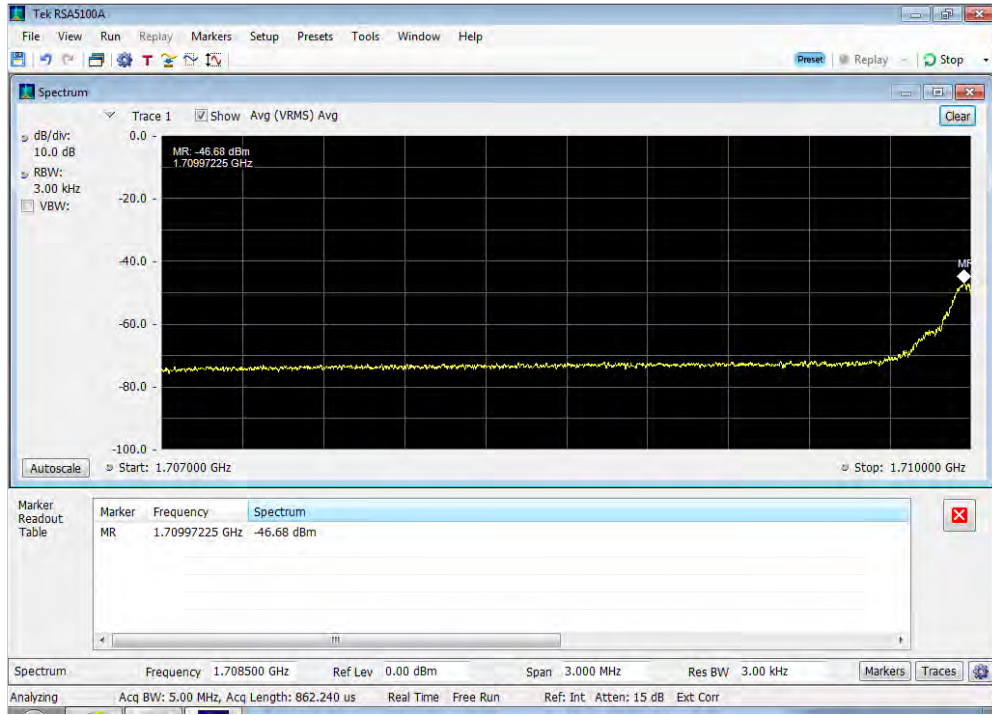 Tek RSA5100A
File View Run Replay Markers Setup Presets Tools Window Help
T Preset Replay Stop
Spectrum
Trace 1 Show Avg (VRMS) Avg Clear
dB/div: 10.0 dB
RBW: 3.00 kHz
VBW:
0.0
MR: -46.68 dBm
1.70997225 GHz
-20.0
-40.0
MR
-60.0
-80.0
-100.0
Autoscale Start: 1.707000 GHz Stop: 1.710000 GHz
Marker Readout Table
Marker Frequency Spectrum
MR 1.70997225 GHz -46.68 dBm
Spectrum Frequency 1.708500 GHz Ref Lev 0.00 dBm Span 3.000 MHz Res BW 3.00 kHz Markers Traces
Analyzing Acq BW: 5.00 MHz, Acq Length: 862.240 us Real Time Free Run Ref: Int Atten: 15 dB Ext Corr